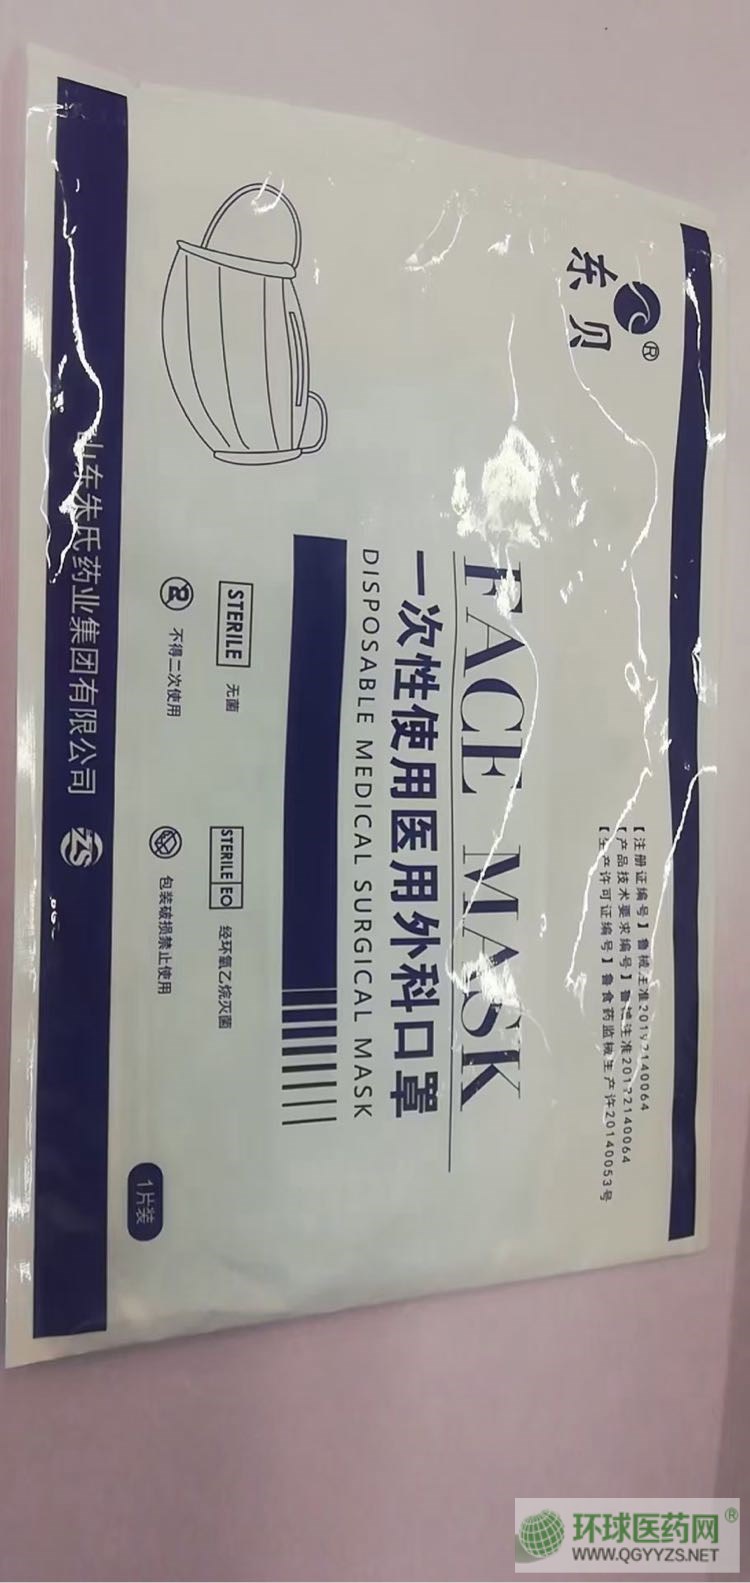 东贝
®
【注册证编号】鲁械注准20192140064
【产品技术要求编号】鲁械注准20192140064
【生产许可证编号】鲁食药监械生产许20140053号
FACE MASK
一次性使用医用外科口罩
DISPOSABLE MEDICAL SURGICAL MASK
STERILE 无菌
STERILE EO 经环氧乙烷灭菌
2 不得二次使用
包装破损禁止使用
1片装
山东朱氏药业集团有限公司
ZS
环球医药网®
WWW.QGYYZS.NET